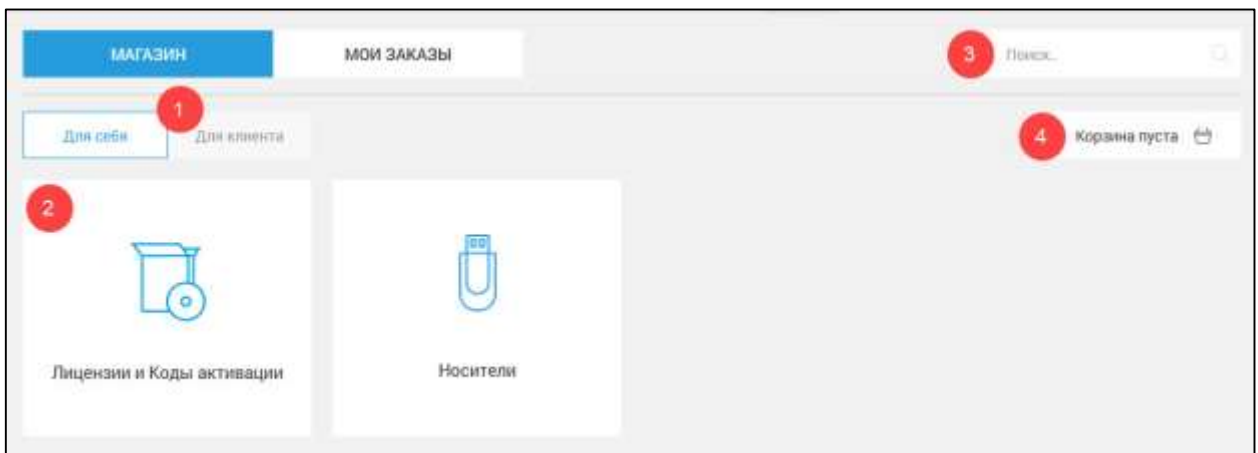 МАГАЗИН
МОИ ЗАКАЗЫ
3
Поиск..
1
Для себя
Для клиента
4
Корзина пуста
2
Лицензии и Коды активации
Носители